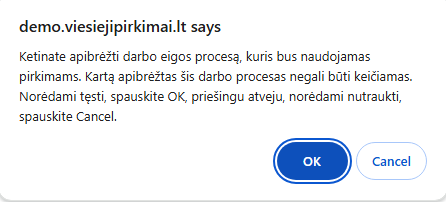 demo.viesiejipirkimai.lt says
Ketinate apibrėžti darbo eigos procesą, kuris bus naudojamas
pirkimams. Kartą apibrėžtas šis darbo procesas negali būti keičiamas.
Norėdami tęsti, spauskite OK, priešingu atveju, norėdami nutraukti,
spauskite Cancel.
OK
Cancel